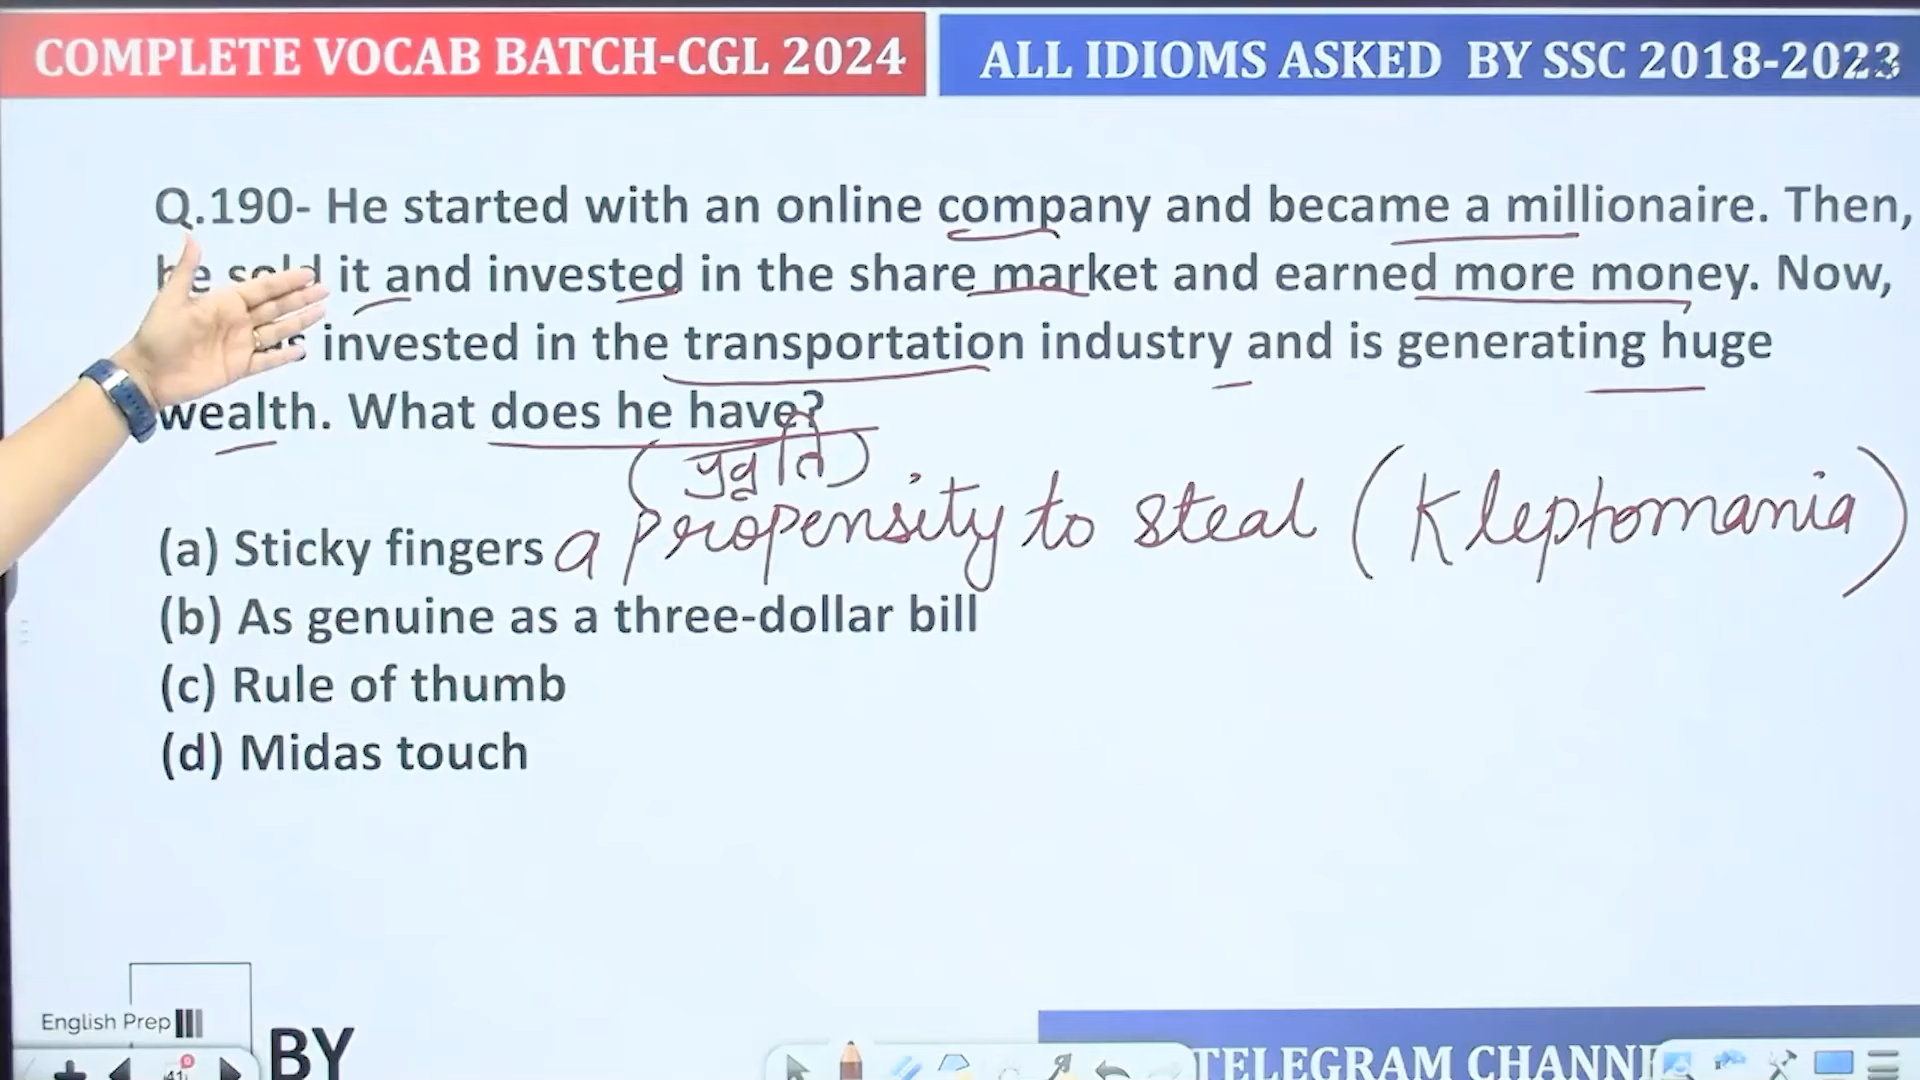 COMPLETE VOCAB BATCH-CGL 2024
ALL IDIOMS ASKED BY SSC 2018-2023
Q.190- He started with an online company and became a millionaire. Then,
he sold it and invested in the share market and earned more money. Now,
invested in the transportation industry and is generating huge
wealth. What does he have?
(प्रवृति)
(a) Sticky fingers a propensity to steal (Kleptomania)
(b) As genuine as a three-dollar bill
(c) Rule of thumb
(d) Midas touch
English Prep
BY
41
TELEGRAM CHANN